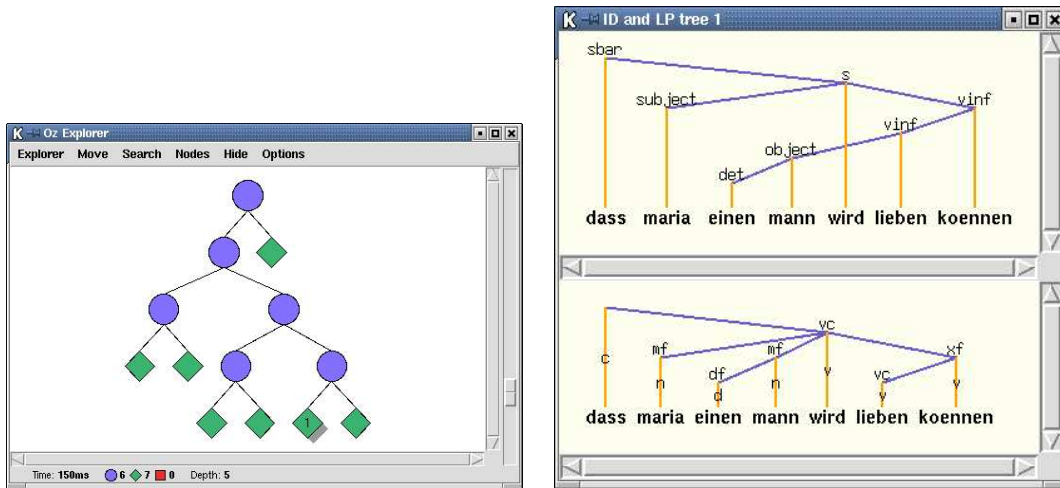 Oz Explorer
Explorer Move Search Nodes Hide Options
1
Time: 150ms 6 7 0 Depth: 5
ID and LP tree 1
sbar
s
subject vinf
vinf
object
det
dass maria einen mann wird lieben koennen
vc
mf mf xf
c df v vc
n d n v v
dass maria einen mann wird lieben koennen